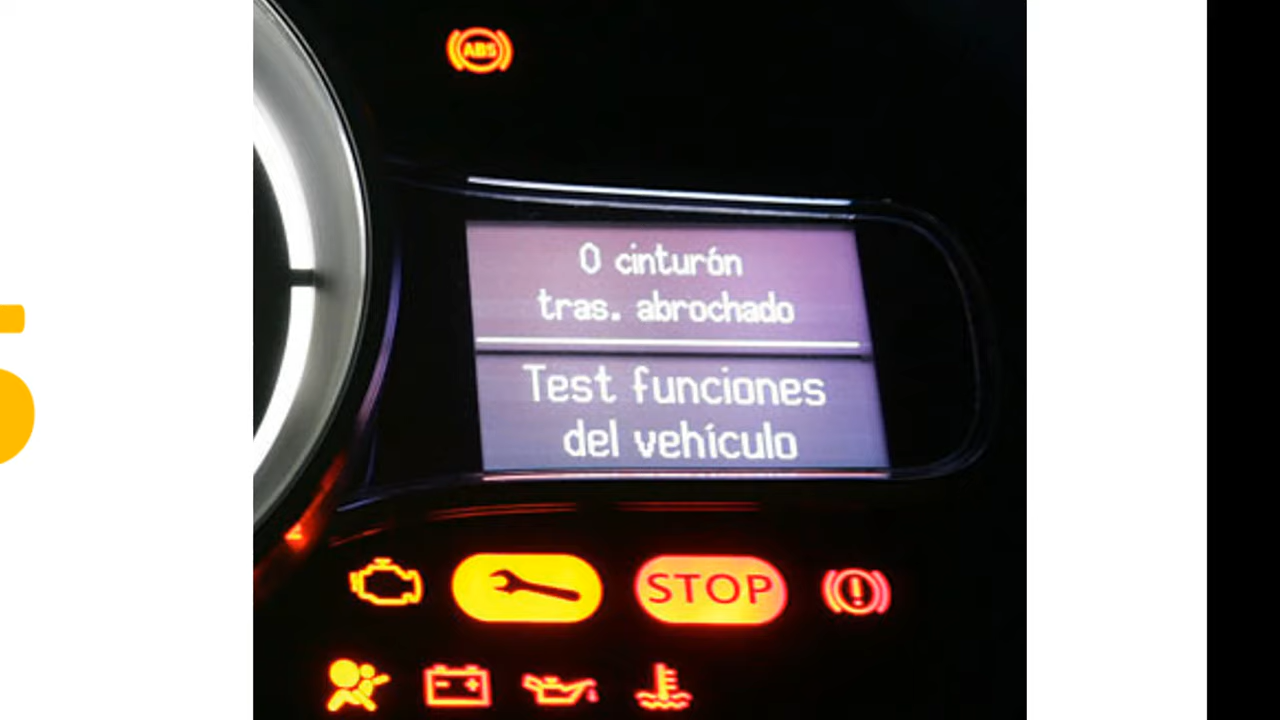 ABS
0 cinturón
tras. abrochado
Test funciones
del vehículo
STOP